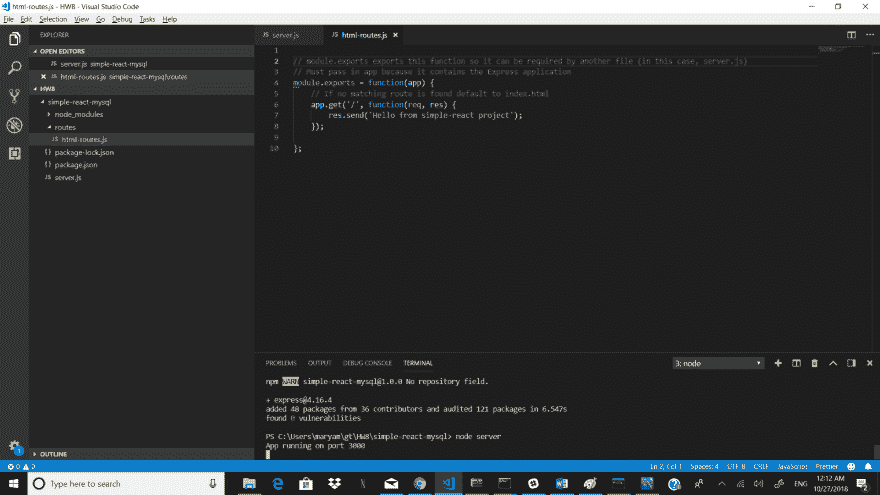 html-routes.js - HW8 - Visual Studio Code
File Edit Selection View Go Debug Tasks Help
EXPLORER
OPEN EDITORS
JS server.js simple-react-mysql
JS html-routes.js simple-react-mysql\routes
HW8
simple-react-mysql
node_modules
routes
JS html-routes.js
{} package-lock.json
{} package.json
JS server.js
OUTLINE
JS server.js
JS html-routes.js
1
2 // module.exports exports this function so it can be required by another file (in this case, server.js)
3 // Must pass in app because it contains the Express application
4 module.exports = function(app) {
5 // If no matching route is found default to index.html
6 app.get('/', function(req, res) {
7 res.send('Hello from simple-react project');
8 });
9
10 };
PROBLEMS OUTPUT DEBUG CONSOLE TERMINAL
3: node
npm WARN simple-react-mysql@1.0.0 No repository field.
+ express@4.16.4
added 48 packages from 36 contributors and audited 121 packages in 6.547s
found 0 vulnerabilities
PS C:\Users\maryam\gt\HW8\simple-react-mysql> node server
App running on port 3000
1
0 0
Ln 2, Col 1 Spaces: 4 UTF-8 CRLF JavaScript Prettier
Type here to search
ENG
12:12 AM
10/27/2018
2